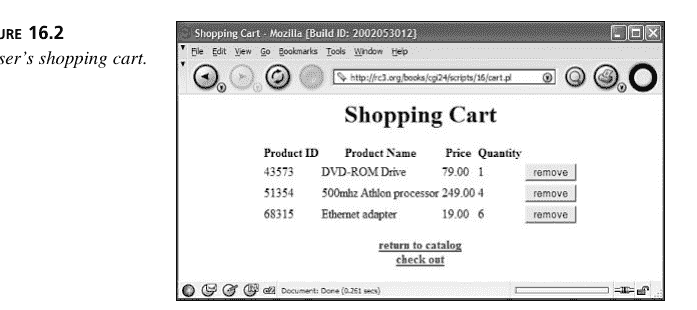 URE 16.2
ser's shopping cart.
Shopping Cart - Mozilla {Build ID: 2002053012}
File Edit View Go Bookmarks Tools Window Help
http://rc3.org/books/cgi24/scripts/16/cart.pl
Shopping Cart
Product ID Product Name Price Quantity
43573 DVD-ROM Drive 79.00 1 remove
51354 500mhz Athlon processor 249.00 4 remove
68315 Ethernet adapter 19.00 6 remove
return to catalog
check out
Document: Done (0.261 secs)